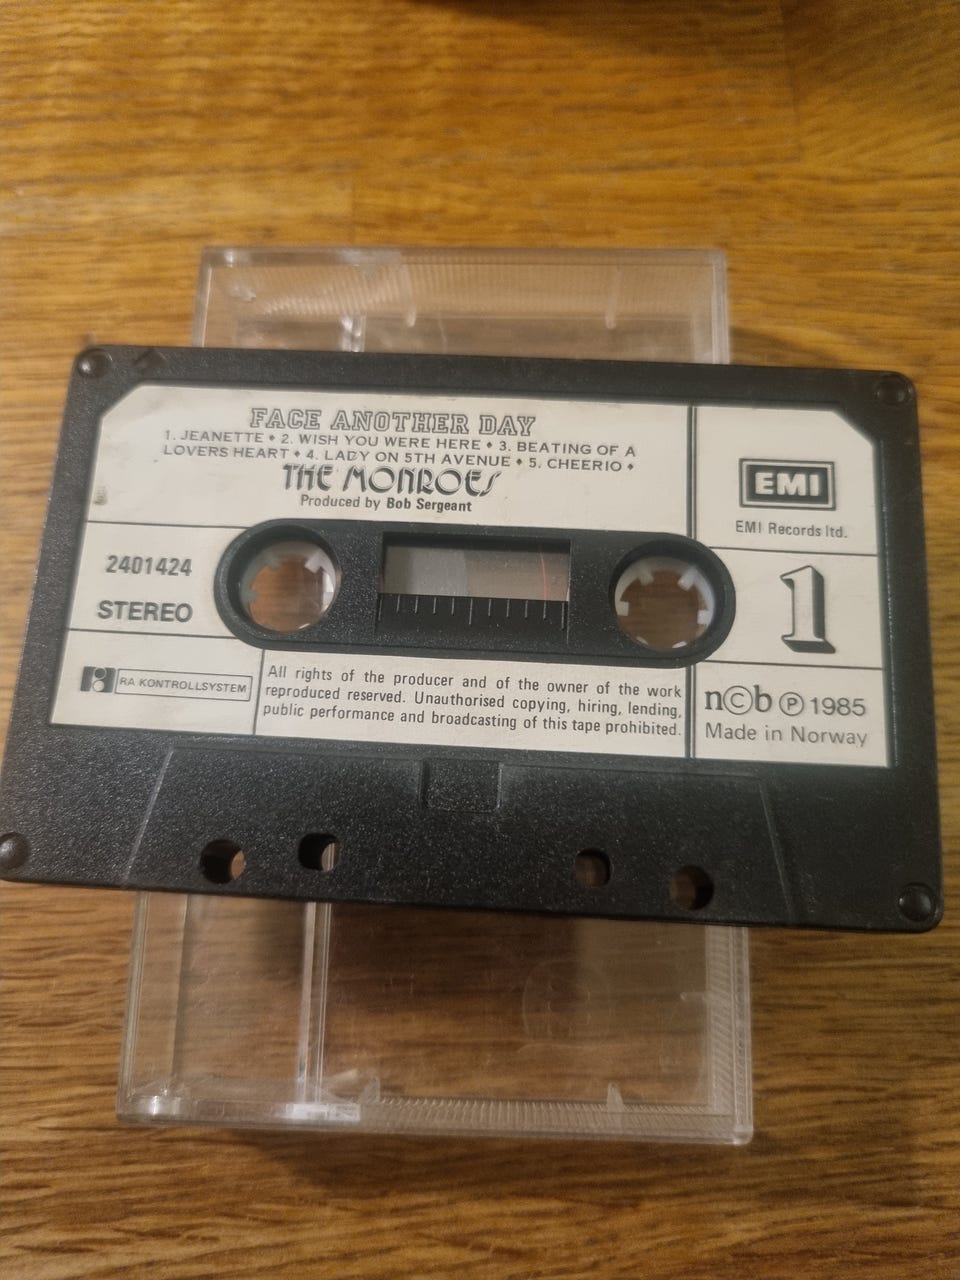 FACE ANOTHER DAY
1. JEANETTE ♦ 2. WISH YOU WERE HERE ♦ 3. BEATING OF A
LOVERS HEART ♦ 4. LADY ON 5TH AVENUE ♦ 5. CHEERIO ♦
THE MONROES
Produced by Bob Sergeant
EMI
EMI Records ltd.
2401424
STEREO
1
RA KONTROLLSYSTEM
All rights of the producer and of the owner of the work
reproduced reserved. Unauthorised copying, hiring, lending,
public performance and broadcasting of this tape prohibited.
n©b ℗ 1985
Made in Norway